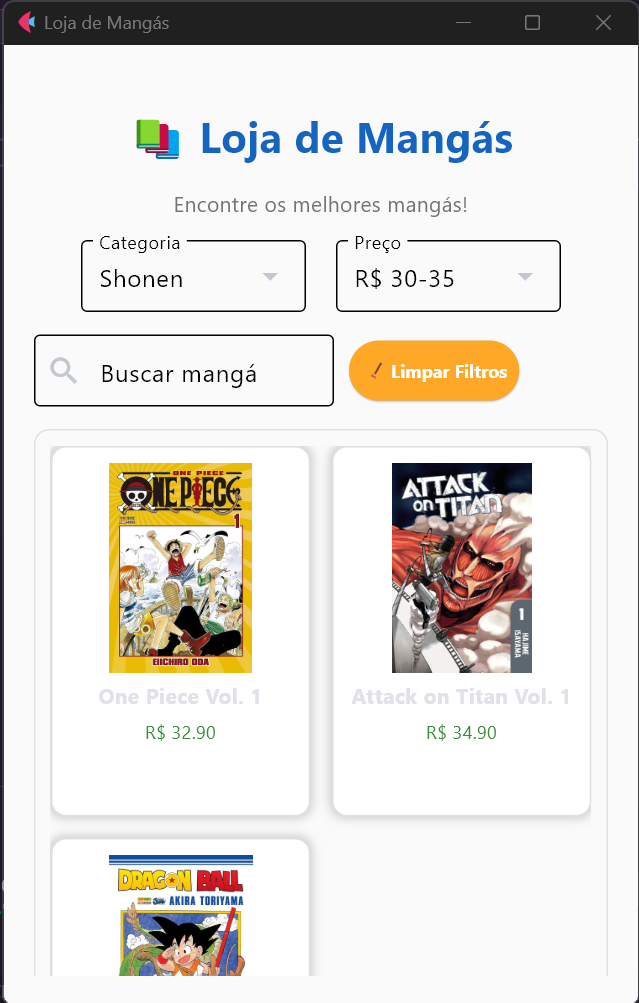 Loja de Mangás
Loja de Mangás
Encontre os melhores mangás!
Categoria
Shonen
Preço
R$ 30-35
Buscar mangá
Limpar Filtros
ONE PIECE
ONE PIECE
1
EIICHIRO ODA
One Piece Vol. 1
R$ 32.90
ATTACK
on TITAN
1
HAJIME
ISAYAMA
Attack on Titan Vol. 1
R$ 34.90
DRAGON BALL
AKIRA TORIYAMA